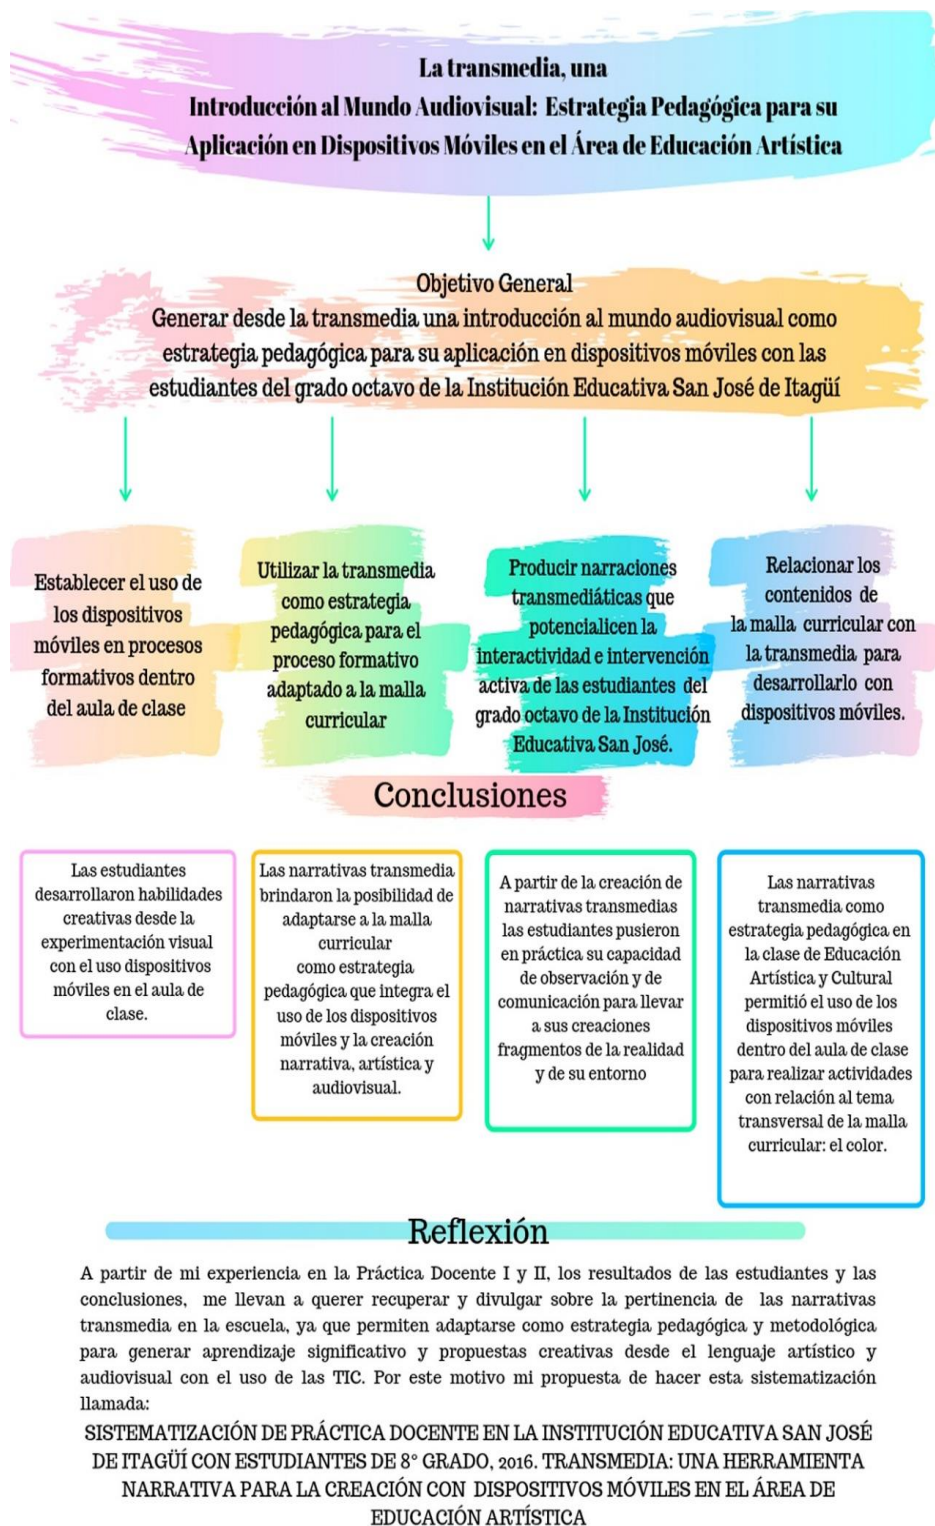 La transmedia, una
Introducción al Mundo Audiovisual: Estrategia Pedagógica para su
Aplicación en Dispositivos Móviles en el Área de Educación Artística
Objetivo General
Generar desde la transmedia una introducción al mundo audiovisual como
estrategia pedagógica para su aplicación en dispositivos móviles con las
estudiantes del grado octavo de la Institución Educativa San José de Itagüí
Establecer el uso de
los dispositivos
móviles en procesos
formativos dentro
del aula de clase
Utilizar la transmedia
como estrategia
pedagógica para el
proceso formativo
adaptado a la malla
curricular
Producir narraciones
transmediáticas que
potencialicen la
interactividad e intervención
activa de las estudiantes del
grado octavo de la Institución
Educativa San José.
Relacionar los
contenidos de
la malla curricular con
la transmedia para
desarrollarlo con
dispositivos móviles.
Conclusiones
Las estudiantes
desarrollaron habilidades
creativas desde la
experimentación visual
con el uso dispositivos
móviles en el aula de
clase.
Las narrativas transmedia
brindaron la posibilidad de
adaptarse a la malla
curricular
como estrategia
pedagógica que integra el
uso de los dispositivos
móviles y la creación
narrativa, artística y
audiovisual.
A partir de la creación de
narrativas transmedias
las estudiantes pusieron
en práctica su capacidad
de observación y de
comunicación para llevar
a sus creaciones
fragmentos de la realidad
y de su entorno
Las narrativas
transmedia como
estrategia pedagógica en
la clase de Educación
Artística y Cultural
permitió el uso de los
dispositivos móviles
dentro del aula de clase
para realizar actividades
con relación al tema
transversal de la malla
curricular: el color.
Reflexión
A partir de mi experiencia en la Práctica Docente I y II, los resultados de las estudiantes y las
conclusiones, me llevan a querer recuperar y divulgar sobre la pertinencia de las narrativas
transmedia en la escuela, ya que permiten adaptarse como estrategia pedagógica y metodológica
para generar aprendizaje significativo y propuestas creativas desde el lenguaje artístico y
audiovisual con el uso de las TIC. Por este motivo mi propuesta de hacer esta sistematización
llamada:
SISTEMATIZACIÓN DE PRÁCTICA DOCENTE EN LA INSTITUCIÓN EDUCATIVA SAN JOSÉ
DE ITAGÜÍ CON ESTUDIANTES DE 8° GRADO, 2016. TRANSMEDIA: UNA HERRAMIENTA
NARRATIVA PARA LA CREACIÓN CON DISPOSITIVOS MÓVILES EN EL ÁREA DE
EDUCACIÓN ARTÍSTICA